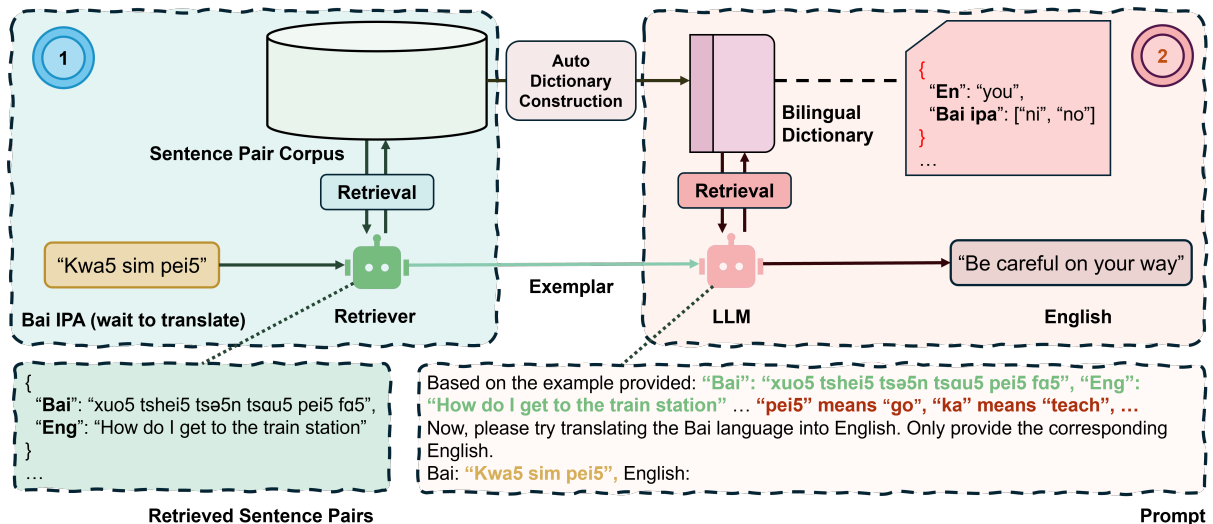 1
Sentence Pair Corpus
Retrieval
“Kwa5 sim pei5”
Bai IPA (wait to translate)
Retriever
Auto
Dictionary
Construction
Exemplar
2
Bilingual
Dictionary
{
“En”: “you”,
“Bai ipa”: [“ni”, “no”]
}
…
Retrieval
LLM
“Be careful on your way”
English
{
“Bai”: “xuo5 tshei5 tsə5n tsɑu5 pei5 fɑ5”,
“Eng”: “How do I get to the train station”
}
…
Retrieved Sentence Pairs
Based on the example provided: “Bai”: “xuo5 tshei5 tsə5n tsɑu5 pei5 fɑ5”, “Eng”:
“How do I get to the train station” … “pei5” means “go”, “ka” means “teach”, …
Now, please try translating the Bai language into English. Only provide the corresponding
English.
Bai: “Kwa5 sim pei5”, English:
Prompt